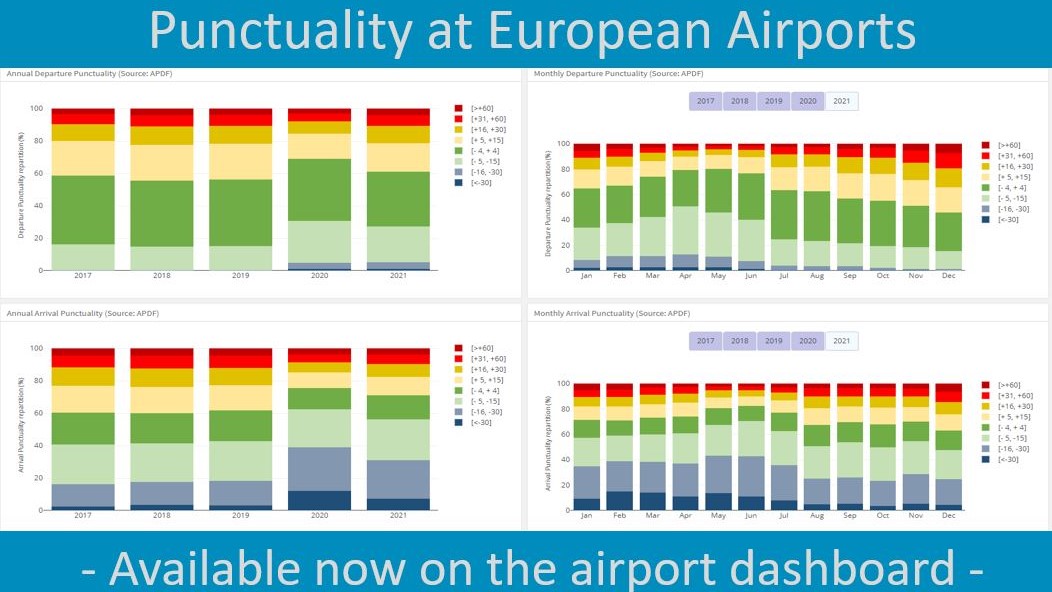 Punctuality at European Airports
Annual Departure Punctuality (Source: APDF)
Departure Punctuality repartition (%)
100
80
60
40
20
0
2017 2018 2019 2020 2021
[>+60]
[+31, +60]
[+16, +30]
[+ 5, +15]
[- 4, + 4]
[- 5, -15]
[-16, -30]
[<-30]
Monthly Departure Punctuality (Source: APDF)
2017 2018 2019 2020 2021
Departure Punctuality repartition (%)
100
80
60
40
20
0
Jan Feb Mar Apr May Jun Jul Aug Sep Oct Nov Dec
[>+60]
[+31, +60]
[+16, +30]
[+ 5, +15]
[- 4, + 4]
[- 5, -15]
[-16, -30]
[<-30]
Annual Arrival Punctuality (Source: APDF)
Arrival Punctuality repartition (%)
100
80
60
40
20
0
2017 2018 2019 2020 2021
[>+60]
[+31, +60]
[+16, +30]
[+ 5, +15]
[- 4, + 4]
[- 5, -15]
[-16, -30]
[<-30]
Monthly Arrival Punctuality (Source: APDF)
2017 2018 2019 2020 2021
Arrival Punctuality repartition (%)
100
80
60
40
20
0
Jan Feb Mar Apr May Jun Jul Aug Sep Oct Nov Dec
[>+60]
[+31, +60]
[+16, +30]
[+ 5, +15]
[- 4, + 4]
[- 5, -15]
[-16, -30]
[<-30]
- Available now on the airport dashboard -